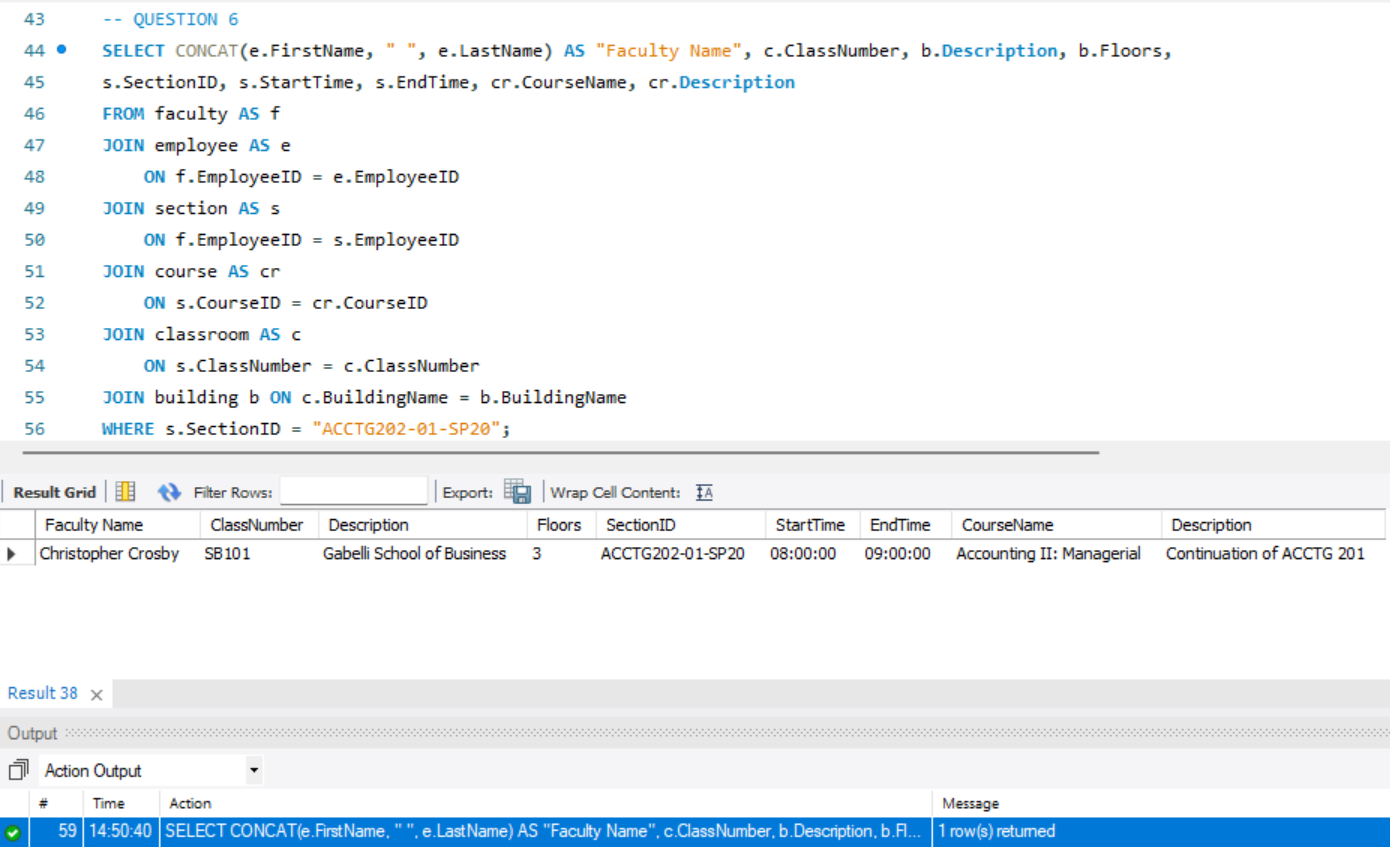 43 -- QUESTION 6
44 SELECT CONCAT(e.FirstName, " ", e.LastName) AS "Faculty Name", c.ClassNumber, b.Description, b.Floors,
45 s.SectionID, s.StartTime, s.EndTime, cr.CourseName, cr.Description
46 FROM faculty AS f
47 JOIN employee AS e
48 ON f.EmployeeID = e.EmployeeID
49 JOIN section AS s
50 ON f.EmployeeID = s.EmployeeID
51 JOIN course AS cr
52 ON s.CourseID = cr.CourseID
53 JOIN classroom AS c
54 ON s.ClassNumber = c.ClassNumber
55 JOIN building b ON c.BuildingName = b.BuildingName
56 WHERE s.SectionID = "ACCTG202-01-SP20";
Result Grid Filter Rows: Export: Wrap Cell Content: IA
Faculty Name ClassNumber Description Floors SectionID StartTime EndTime CourseName Description
Christopher Crosby SB101 Gabelli School of Business 3 ACCTG202-01-SP20 08:00:00 09:00:00 Accounting II: Managerial Continuation of ACCTG 201
Result 38
Output
Action Output
# Time Action Message
59 14:50:40 SELECT CONCAT(e.FirstName, " ", e.LastName) AS "Faculty Name", c.ClassNumber, b.Description, b.Fl... 1 row(s) returned